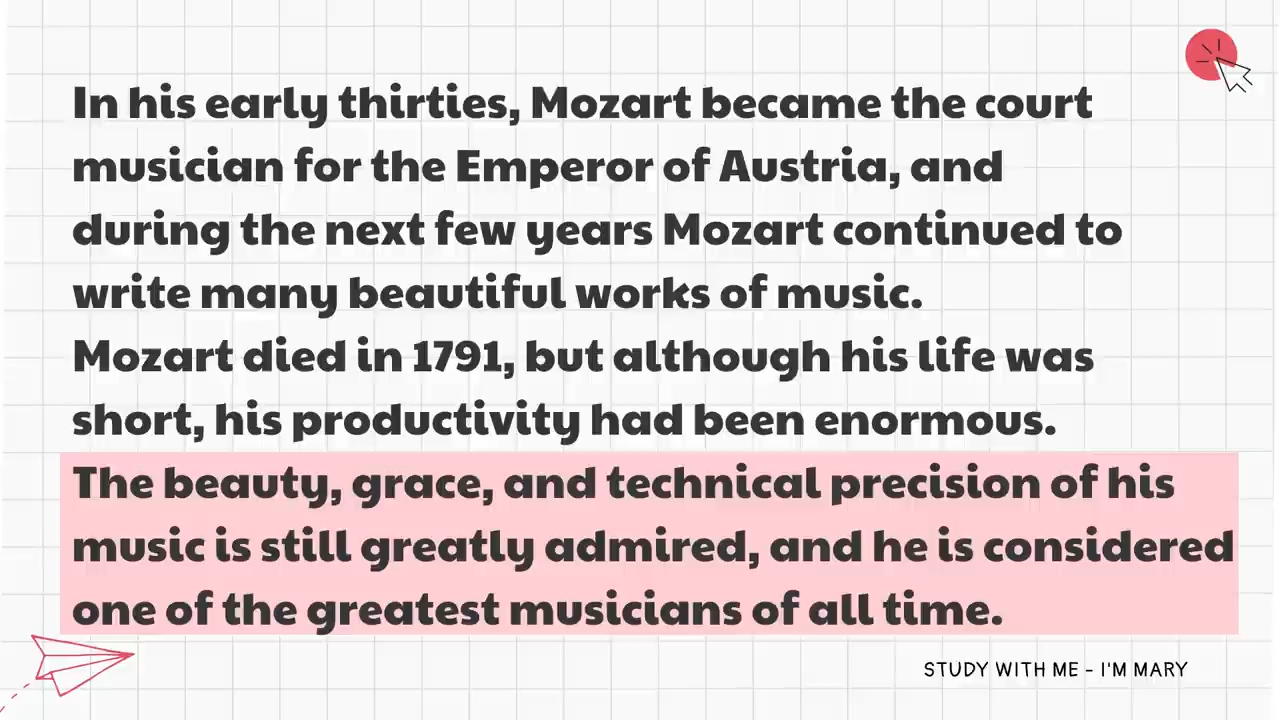 In his early thirties, Mozart became the court
musician for the Emperor of Austria, and
during the next few years Mozart continued to
write many beautiful works of music.
Mozart died in 1791, but although his life was
short, his productivity had been enormous.
The beauty, grace, and technical precision of his
music is still greatly admired, and he is considered
one of the greatest musicians of all time.
STUDY WITH ME - I'M MARY